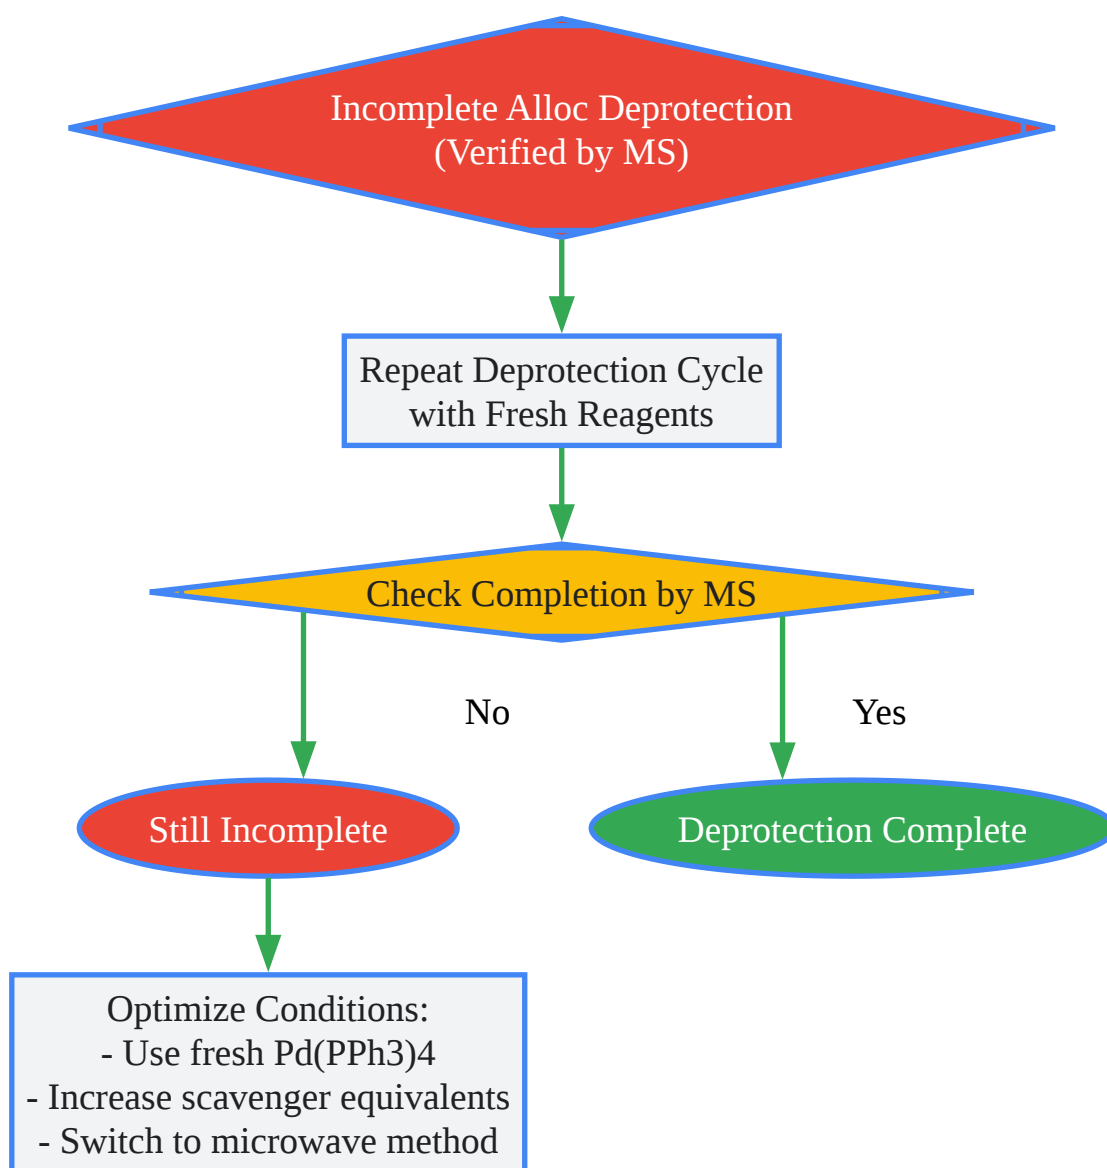 Incomplete Alloc Deprotection
(Verified by MS)
Repeat Deprotection Cycle
with Fresh Reagents
Check Completion by MS
No
Yes
Still Incomplete
Deprotection Complete
Optimize Conditions:
- Use fresh Pd(PPh3)4
- Increase scavenger equivalents
- Switch to microwave method